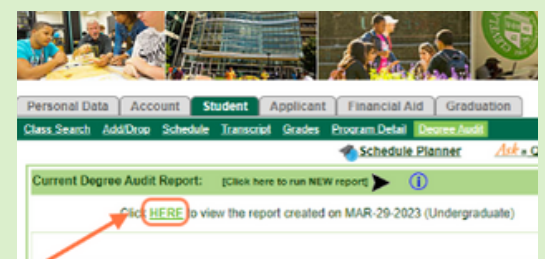 Personal Data Account Student Applicant Financial Aid Graduation
Class Search Add/Drop Schedule Transcript Grades Program Detail Degree Audit
Schedule Planner Ask a
Current Degree Audit Report: [Click here to run NEW report]
Click HERE to view the report created on MAR-29-2023 (Undergraduate)